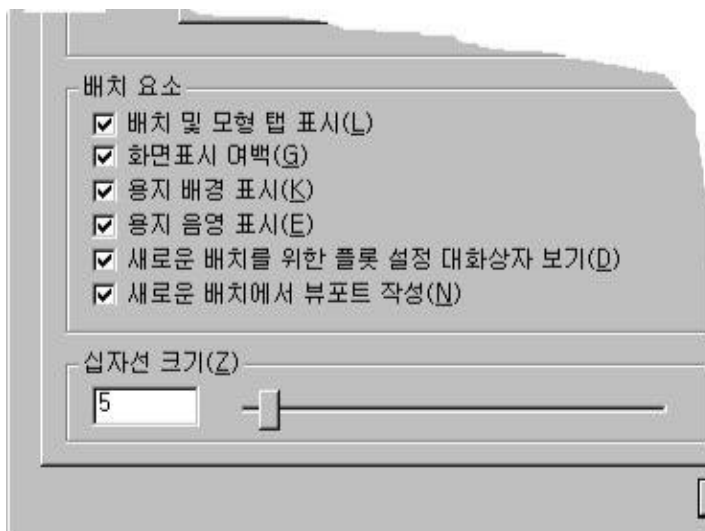 배치 요소
배치 및 모형 탭 표시(L)
화면표시 여백(G)
용지 배경 표시(K)
용지 음영 표시(E)
새로운 배치를 위한 플롯 설정 대화상자 보기(D)
새로운 배치에서 뷰포트 작성(N)
십자선 크기(Z)
5